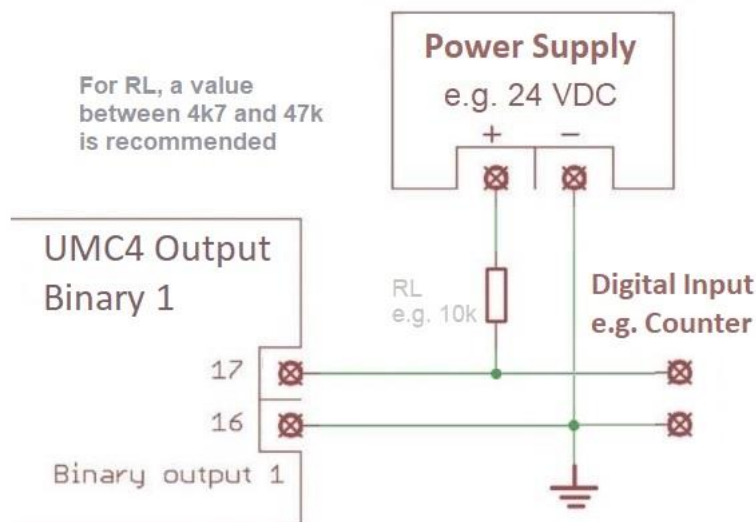 Power Supply
e.g. 24 VDC
+ −
For RL, a value
between 4k7 and 47k
is recommended
UMC4 Output
Binary 1
RL
e.g. 10k
Digital Input
e.g. Counter
17
16
Binary output 1